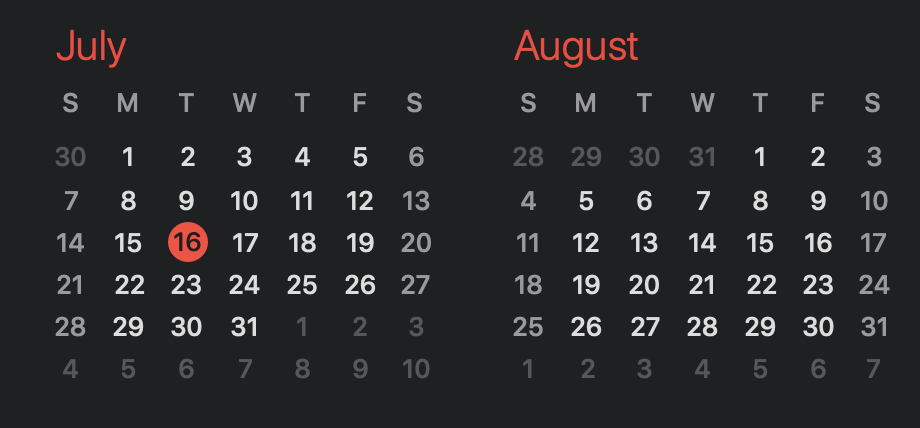 July
S M T W T F S
30 1 2 3 4 5 6
7 8 9 10 11 12 13
14 15 16 17 18 19 20
21 22 23 24 25 26 27
28 29 30 31 1 2 3
4 5 6 7 8 9 10
August
S M T W T F S
28 29 30 31 1 2 3
4 5 6 7 8 9 10
11 12 13 14 15 16 17
18 19 20 21 22 23 24
25 26 27 28 29 30 31
1 2 3 4 5 6 7